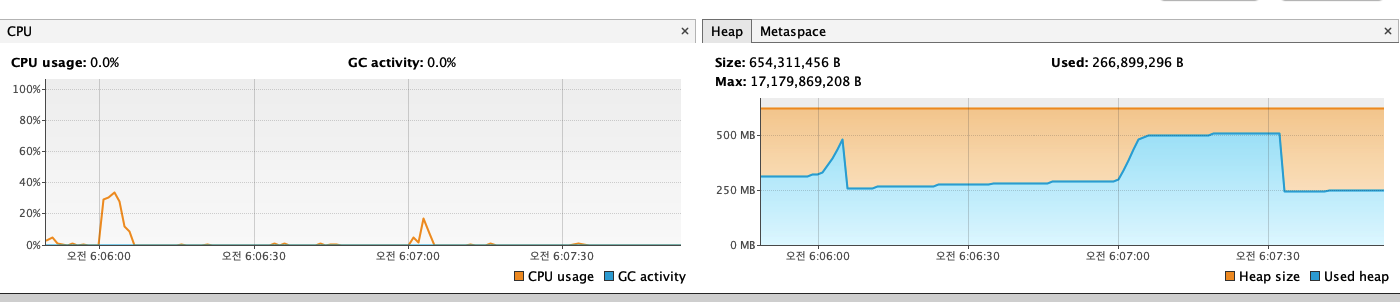 CPU
CPU usage: 0.0%
GC activity: 0.0%
100%
80%
60%
40%
20%
0%
오전 6:06:00
오전 6:06:30
오전 6:07:00
오전 6:07:30
CPU usage
GC activity
Heap
Metaspace
Size: 654,311,456 B
Used: 266,899,296 B
Max: 17,179,869,208 B
500 MB
250 MB
0 MB
오전 6:06:00
오전 6:06:30
오전 6:07:00
오전 6:07:30
Heap size
Used heap